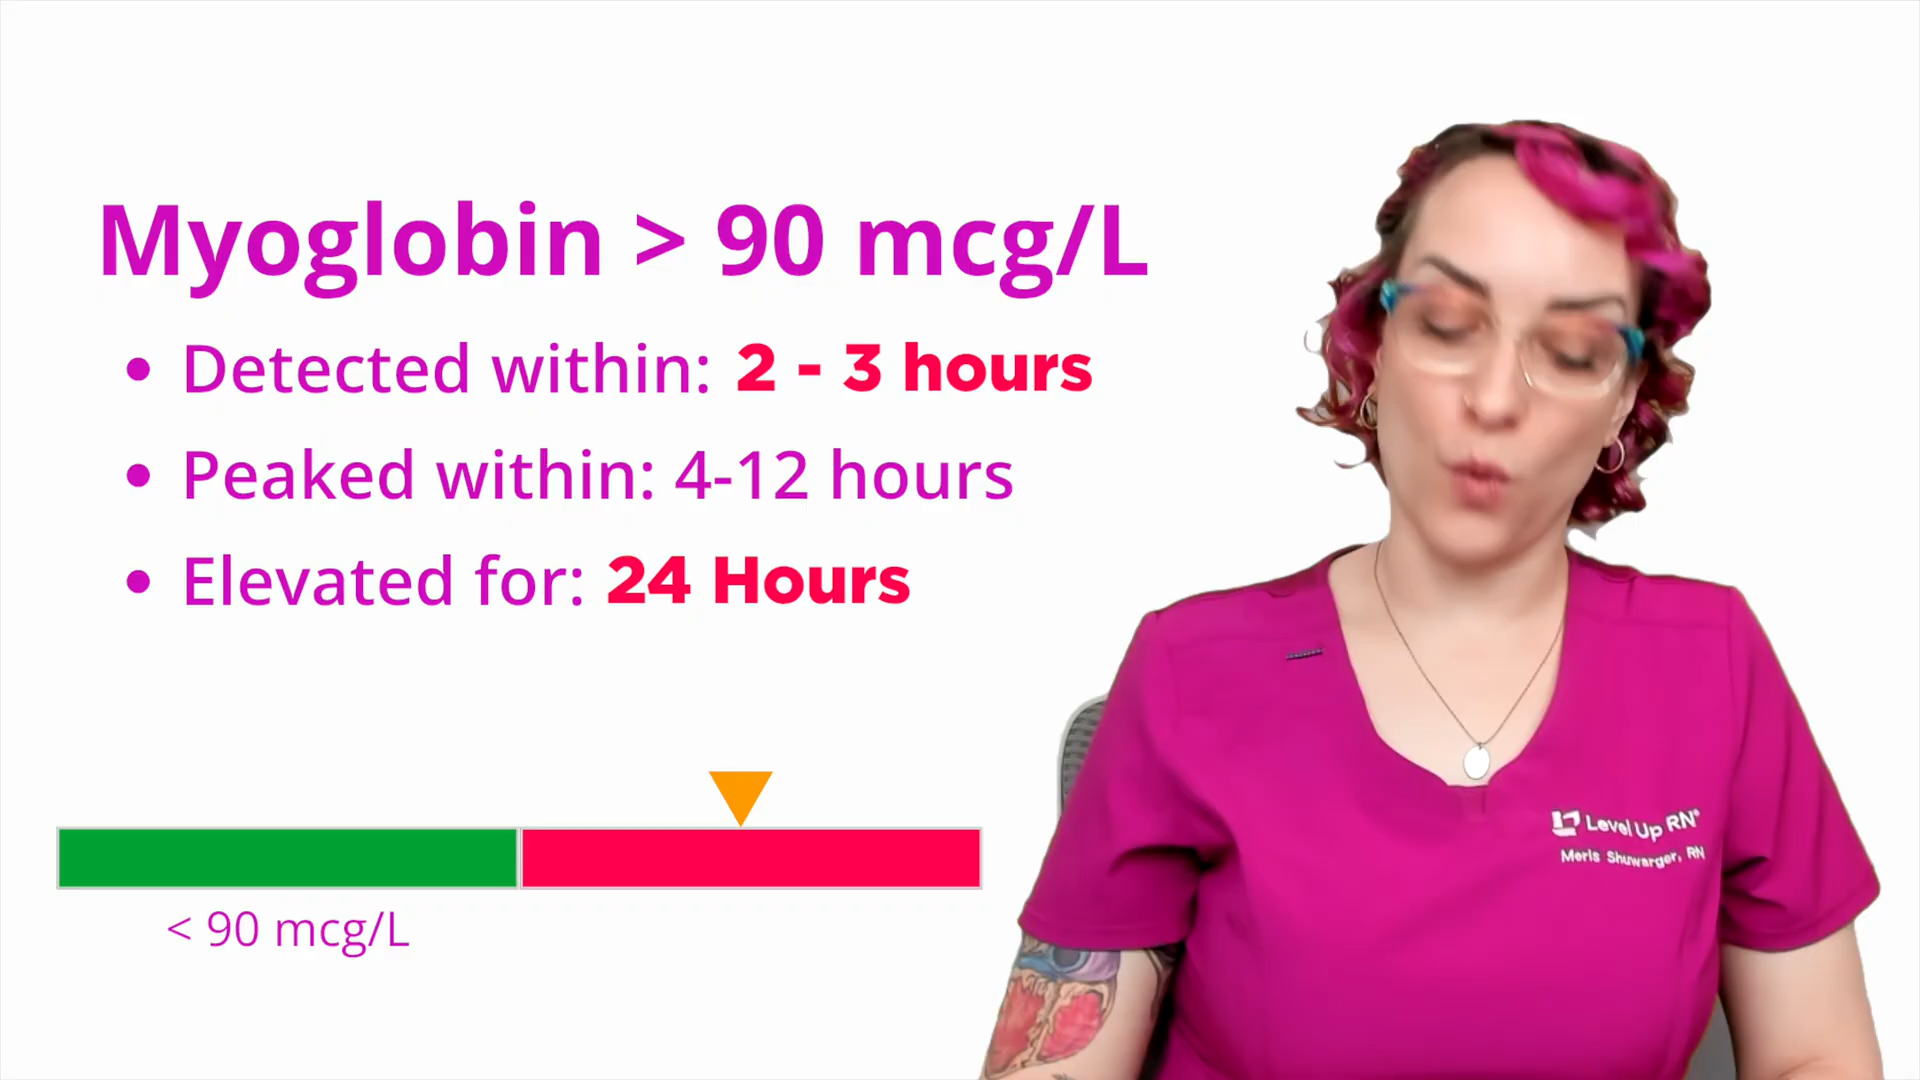 Myoglobin > 90 mcg/L
• Detected within: 2 - 3 hours
• Peaked within: 4-12 hours
• Elevated for: 24 Hours
< 90 mcg/L
Level Up RN®
Meris Shuwarger, RN